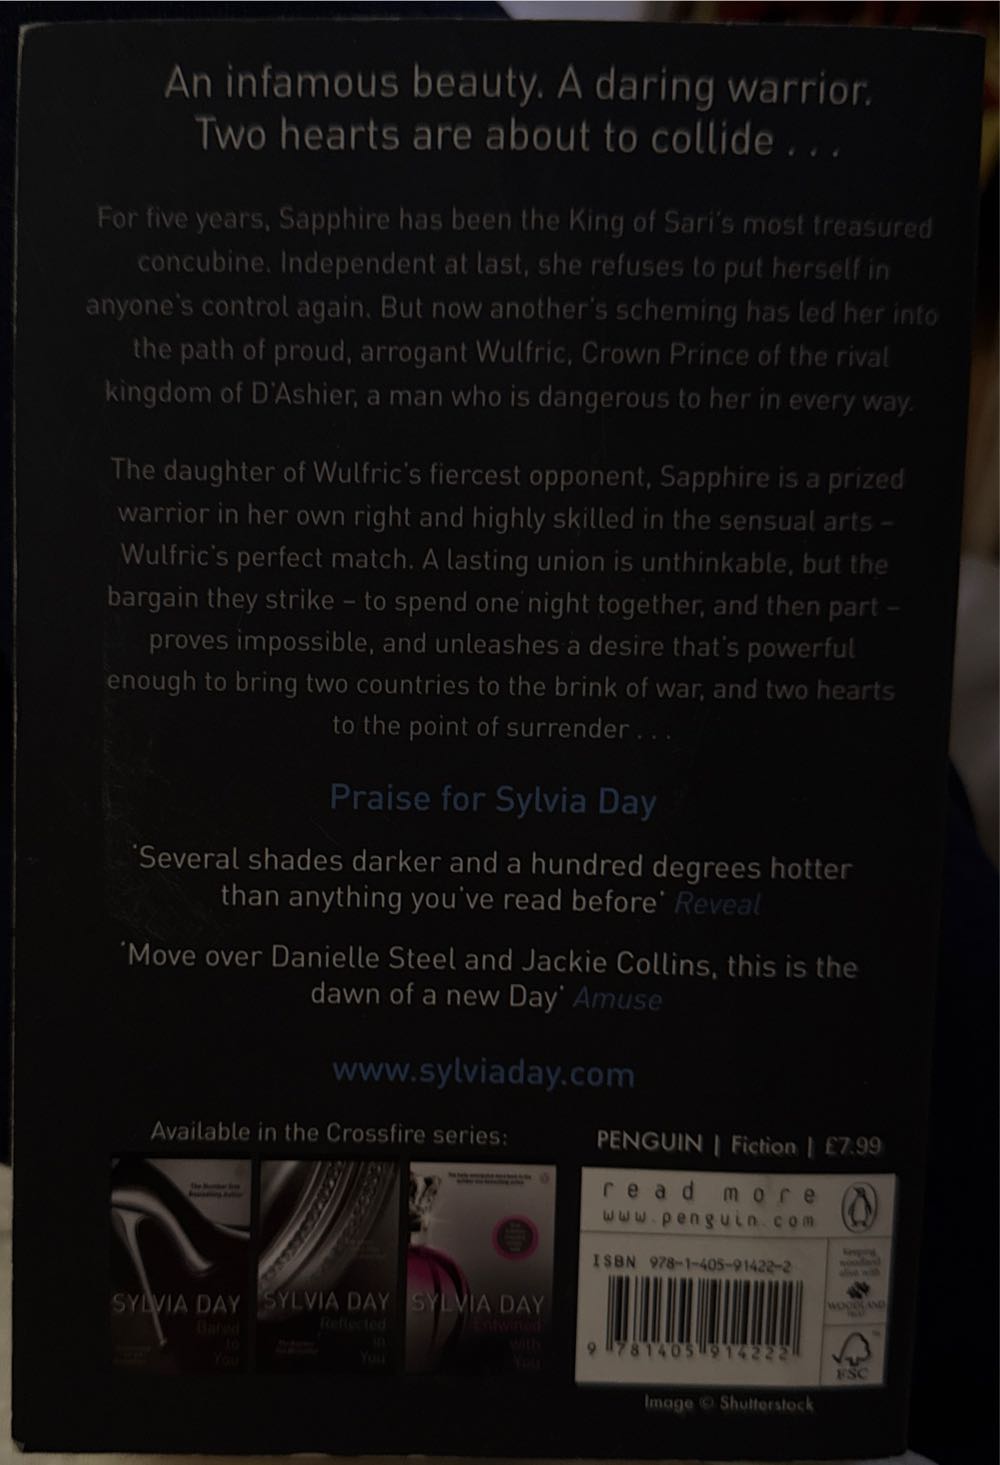 An infamous beauty. A daring warrior.
Two hearts are about to collide . . .
For five years, Sapphire has been the King of Sari's most treasured
concubine. Independent at last, she refuses to put herself in
anyone's control again. But now another's scheming has led her into
the path of proud, arrogant Wulfric, Crown Prince of the rival
kingdom of D'Ashier, a man who is dangerous to her in every way.
The daughter of Wulfric's fiercest opponent, Sapphire is a prized
warrior in her own right and highly skilled in the sensual arts –
Wulfric's perfect match. A lasting union is unthinkable, but the
bargain they strike – to spend one night together, and then part –
proves impossible, and unleashes a desire that's powerful
enough to bring two countries to the brink of war, and two hearts
to the point of surrender . . .
Praise for Sylvia Day
'Several shades darker and a hundred degrees hotter
than anything you've read before' Reveal
'Move over Danielle Steel and Jackie Collins, this is the
dawn of a new Day' Amuse
www.sylviaday.com
Available in the Crossfire series:
The Number One
Bestselling Author
SYLVIA DAY
Bared
to
You
SYLVIA DAY
Reflected
in
You
SYLVIA DAY
Entwined
with
You
PENGUIN | Fiction | £7.99
read more
www.penguin.com
ISBN 978-1-405-91422-2
9 781405 914222
Keeping
woodland
alive with
WOODLAND
TRUST
FSC
Image © Shutterstock